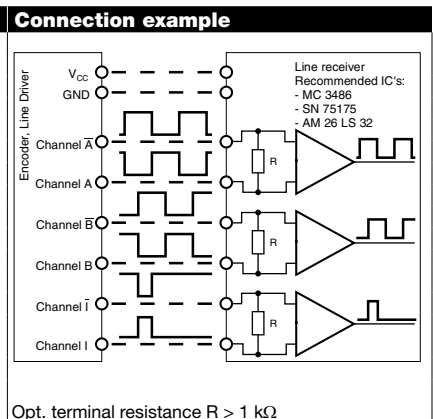 Connection example
Encoder, Line Driver
V_CC
GND
Channel A̅
Channel A
Channel B̅
Channel B
Channel I̅
Channel I
Line receiver
Recommended IC's:
- MC 3486
- SN 75175
- AM 26 LS 32
R
R
R
Opt. terminal resistance R > 1 kΩ